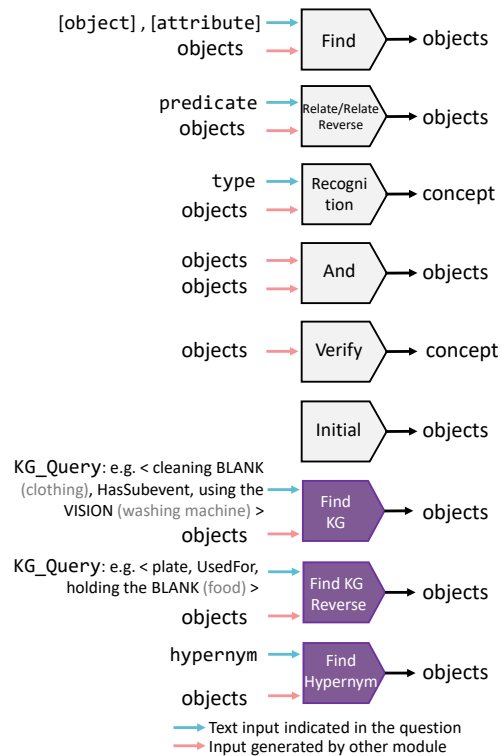 [object] , [attribute]
objects
Find
objects
predicate
objects
Relate/Relate
Reverse
objects
type
objects
Recogni
tion
concept
objects
objects
And
objects
objects
Verify
concept
Initial
objects
KG_Query: e.g. < cleaning BLANK
(clothing), HasSubevent, using the
VISION (washing machine) >
objects
Find
KG
objects
KG_Query: e.g. < plate, UsedFor,
holding the BLANK (food) >
objects
Find KG
Reverse
objects
hypernym
objects
Find
Hypernym
objects
Text input indicated in the question
Input generated by other module